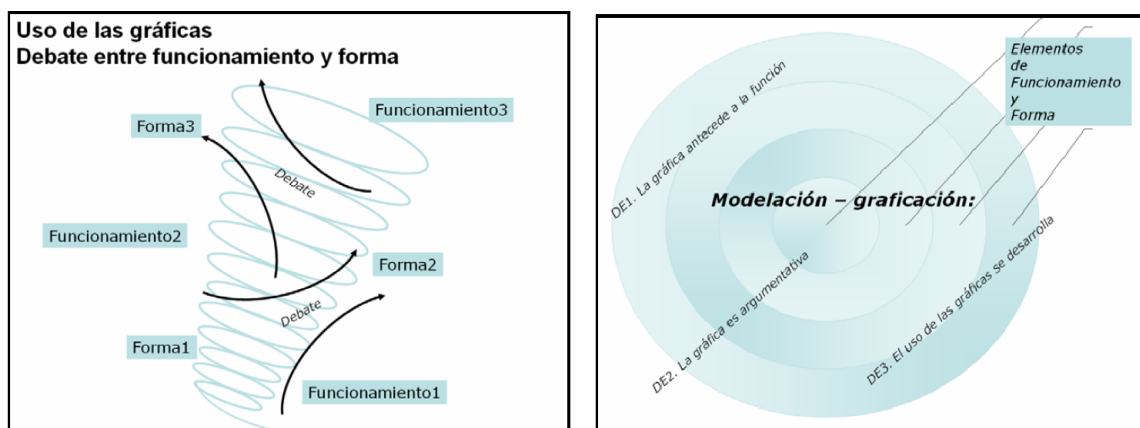 Uso de las gráficas
Debate entre funcionamiento y forma
Funcionamiento3
Forma3
Debate
Funcionamiento2
Forma2
Debate
Forma1
Funcionamiento1
Elementos
de
Funcionamiento
y
Forma
DE1. La gráfica antecede a la función
Modelación – graficación:
DE2. La gráfica es argumentativa
DE3. El uso de las gráficas se desarrolla